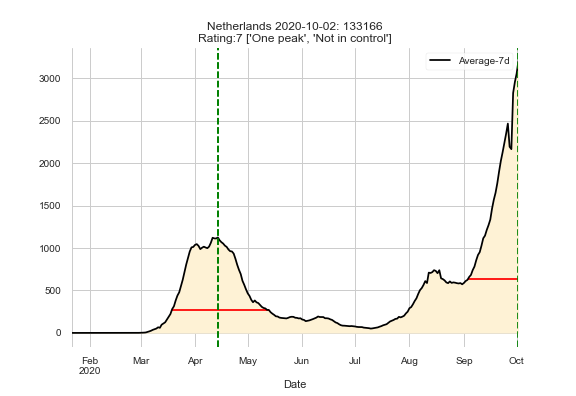 Netherlands 2020-10-02: 133166
Rating:7 ['One peak', 'Not in control']
Average-7d
3000
2500
2000
1500
1000
500
0
Feb Mar Apr May Jun Jul Aug Sep Oct
2020
Date